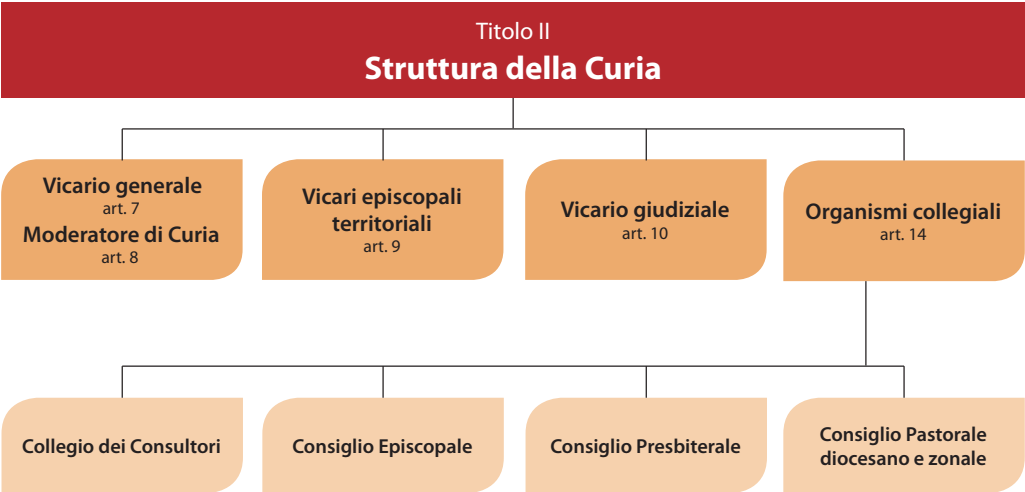 Titolo II
Struttura della Curia
Vicario generale
art. 7
Moderatore di Curia
art. 8
Vicari episcopali
territoriali
art. 9
Vicario giudiziale
art. 10
Organismi collegiali
art. 14
Collegio dei Consultori
Consiglio Episcopale
Consiglio Presbiterale
Consiglio Pastorale
diocesano e zonale